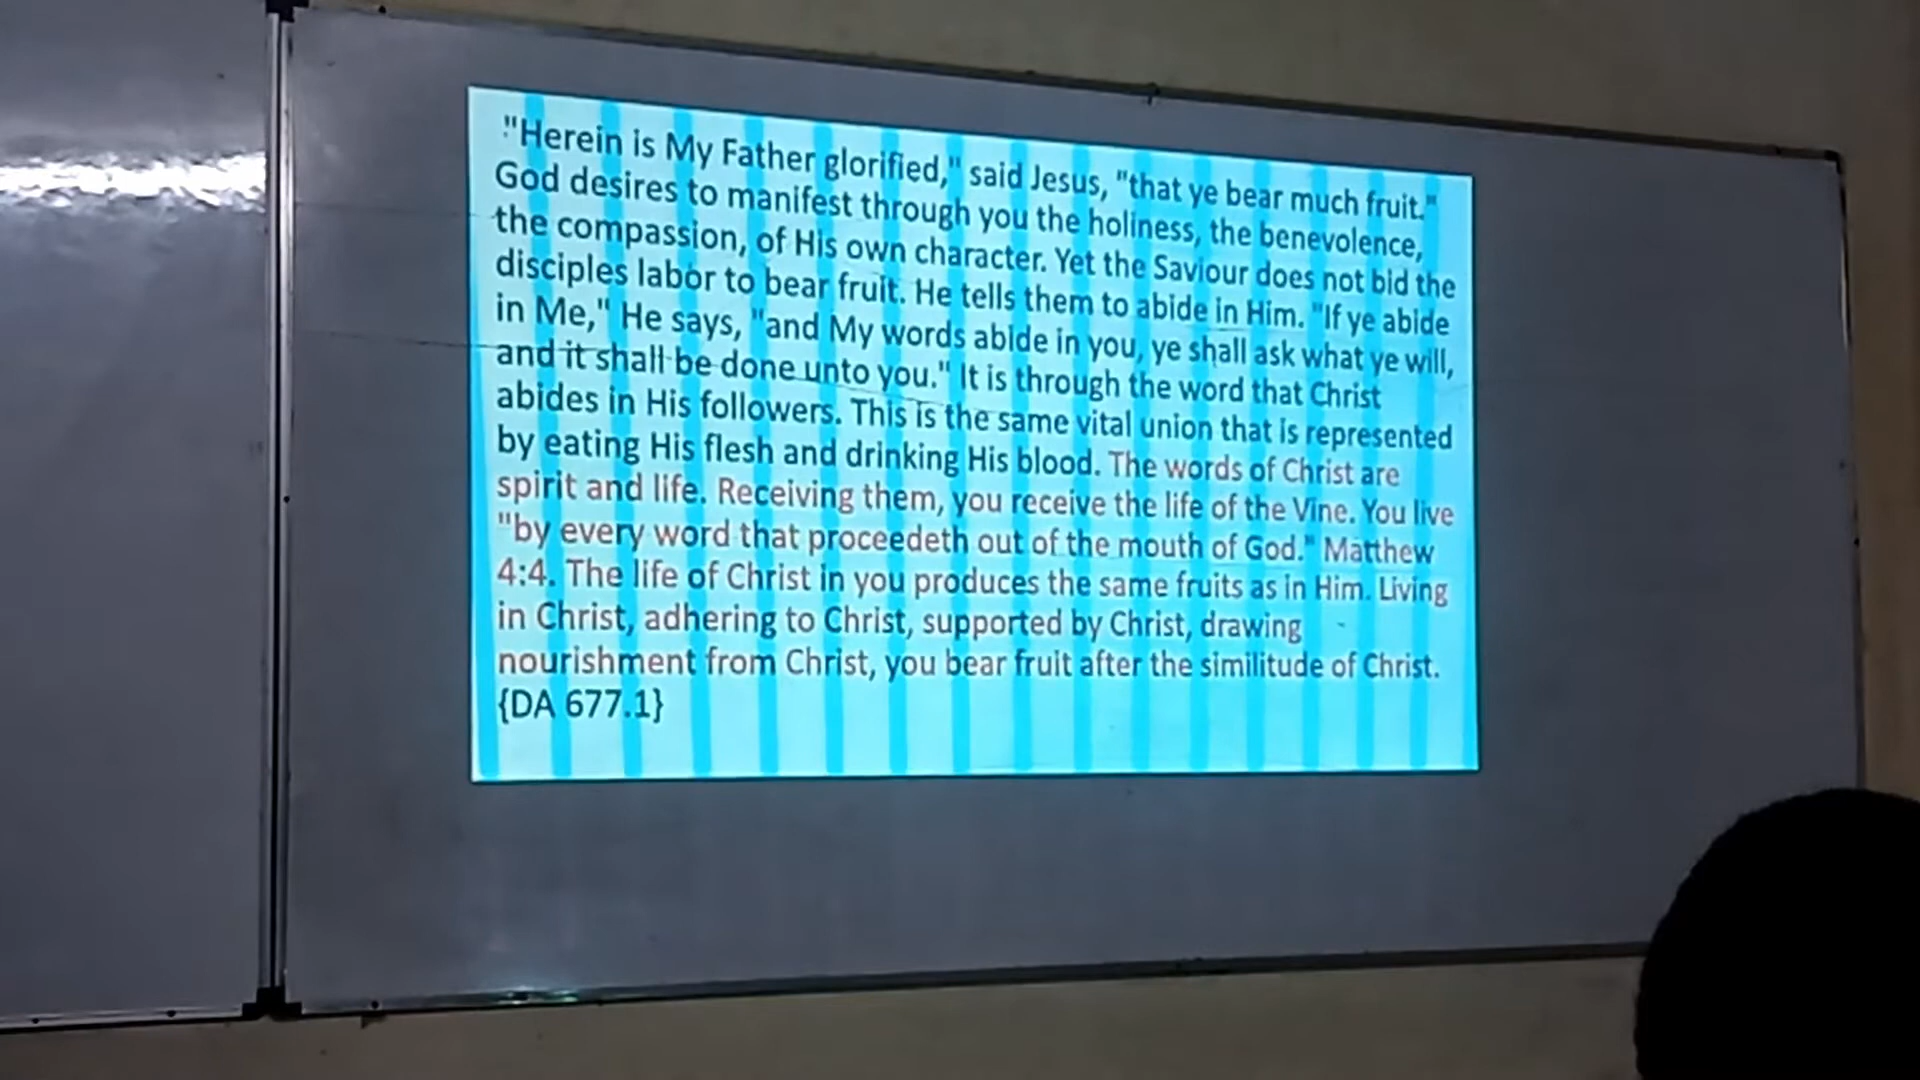 "Herein is My Father glorified," said Jesus, "that ye bear much fruit."
God desires to manifest through you the holiness, the benevolence,
the compassion, of His own character. Yet the Saviour does not bid the
disciples labor to bear fruit. He tells them to abide in Him. "If ye abide
in Me," He says, "and My words abide in you, ye shall ask what ye will,
and it shall be done unto you." It is through the word that Christ
abides in His followers. This is the same vital union that is represented
by eating His flesh and drinking His blood. The words of Christ are
spirit and life. Receiving them, you receive the life of the Vine. You live
"by every word that proceedeth out of the mouth of God." Matthew
4:4. The life of Christ in you produces the same fruits as in Him. Living
in Christ, adhering to Christ, supported by Christ, drawing
nourishment from Christ, you bear fruit after the similitude of Christ.
{DA 677.1}